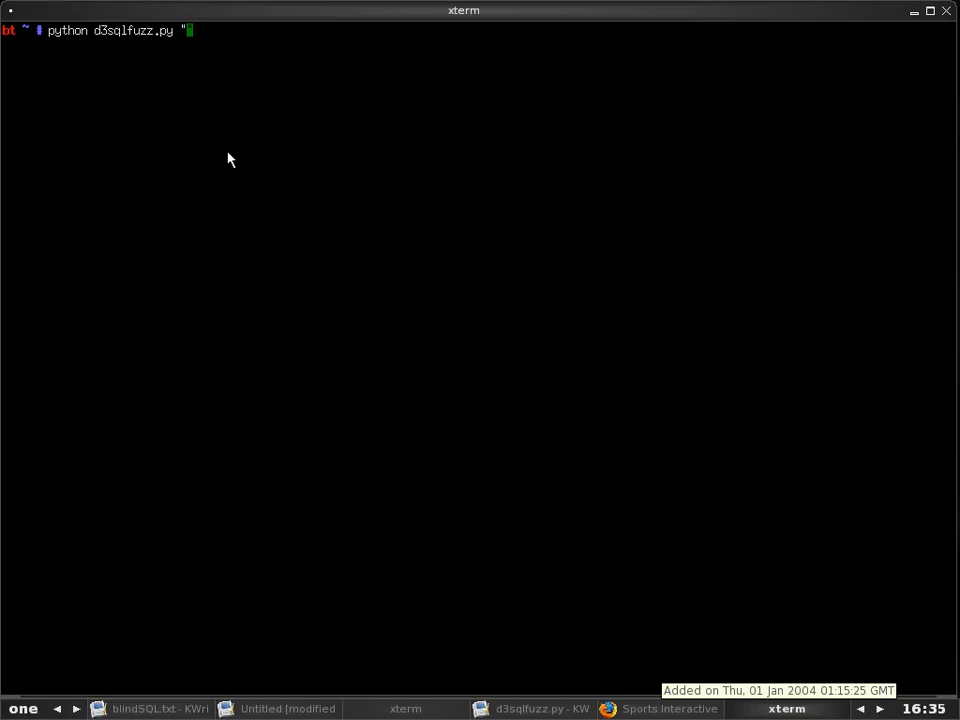 xterm
bt ~ # python d3sqlfuzz.py "
Added on Thu, 01 Jan 2004 01:15:25 GMT
one blindSQL.txt - KWri Untitled [modified xterm d3sqlfuzz.py - KW Sports Interactive xterm 16:35